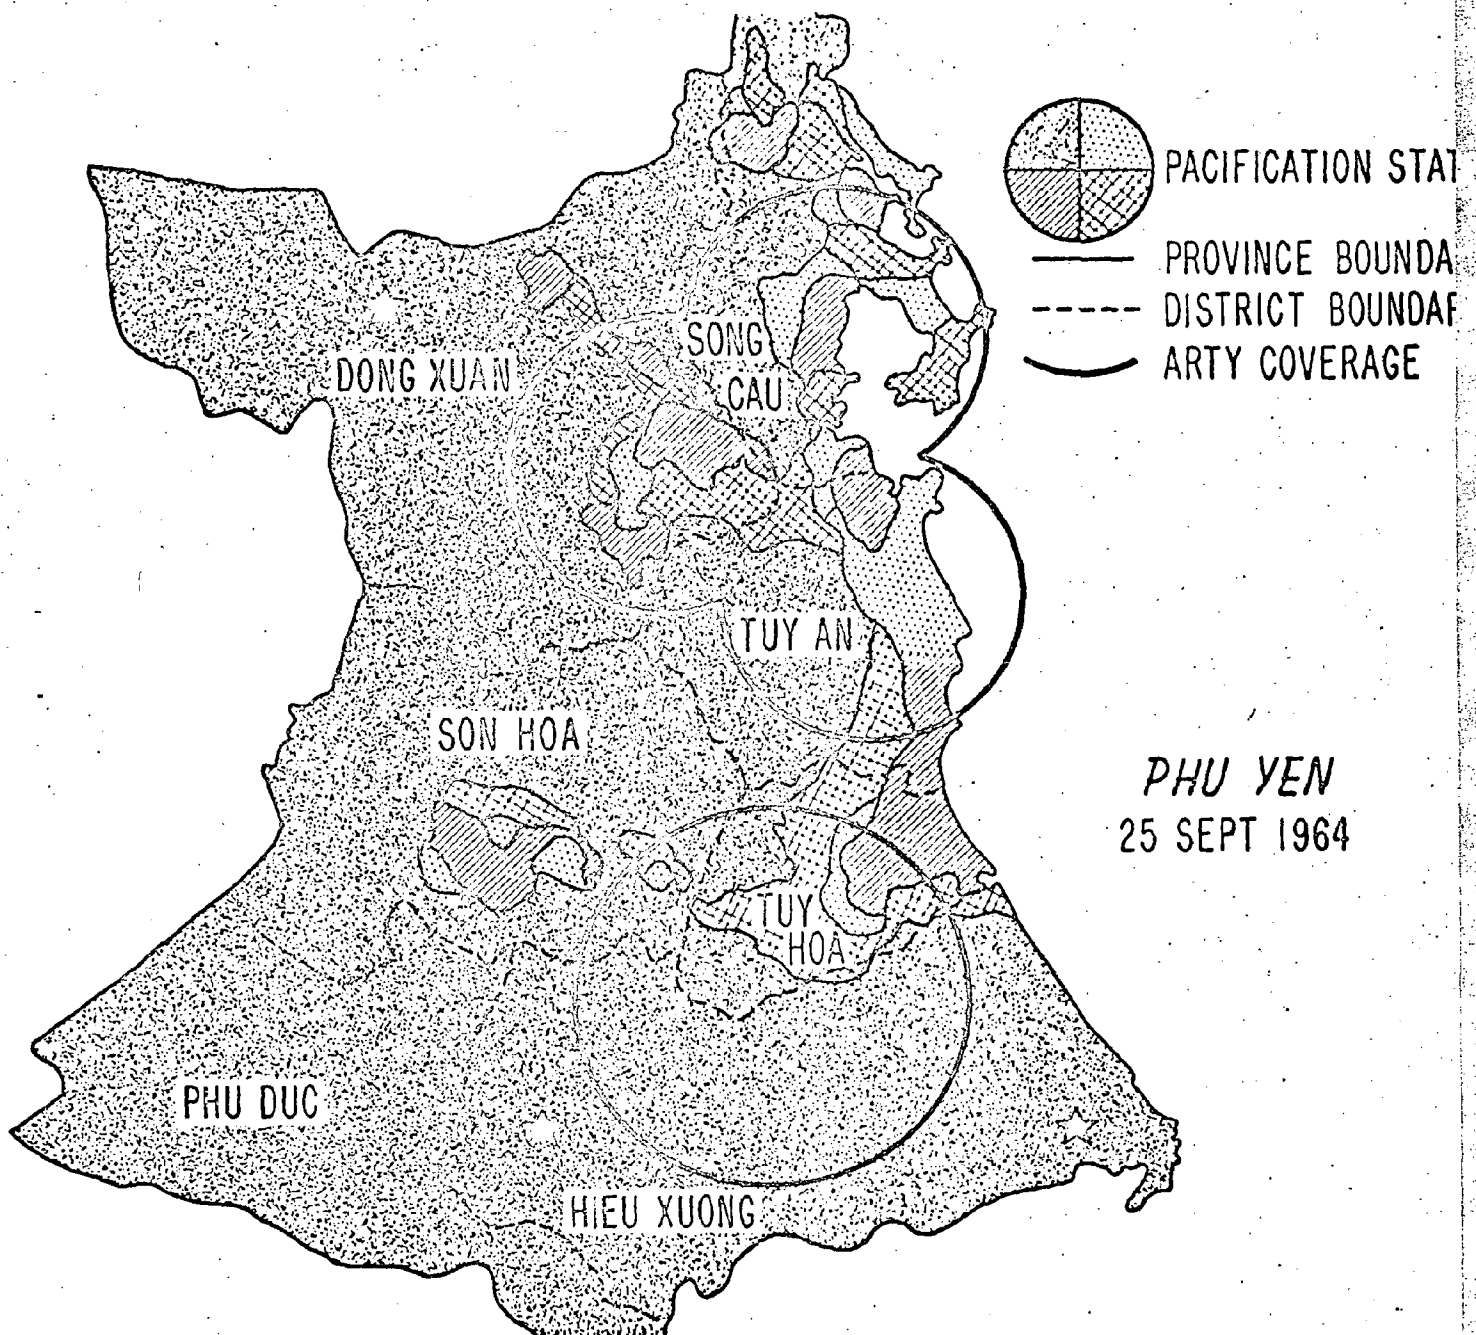 PACIFICATION STAT
PROVINCE BOUNDA
DISTRICT BOUNDAR
ARTY COVERAGE
SONG
CAU
DONG XUAN
TUY AN
SON HOA
PHU YEN
25 SEPT 1964
TUY
HOA
PHU DUC
HIEU XUONG